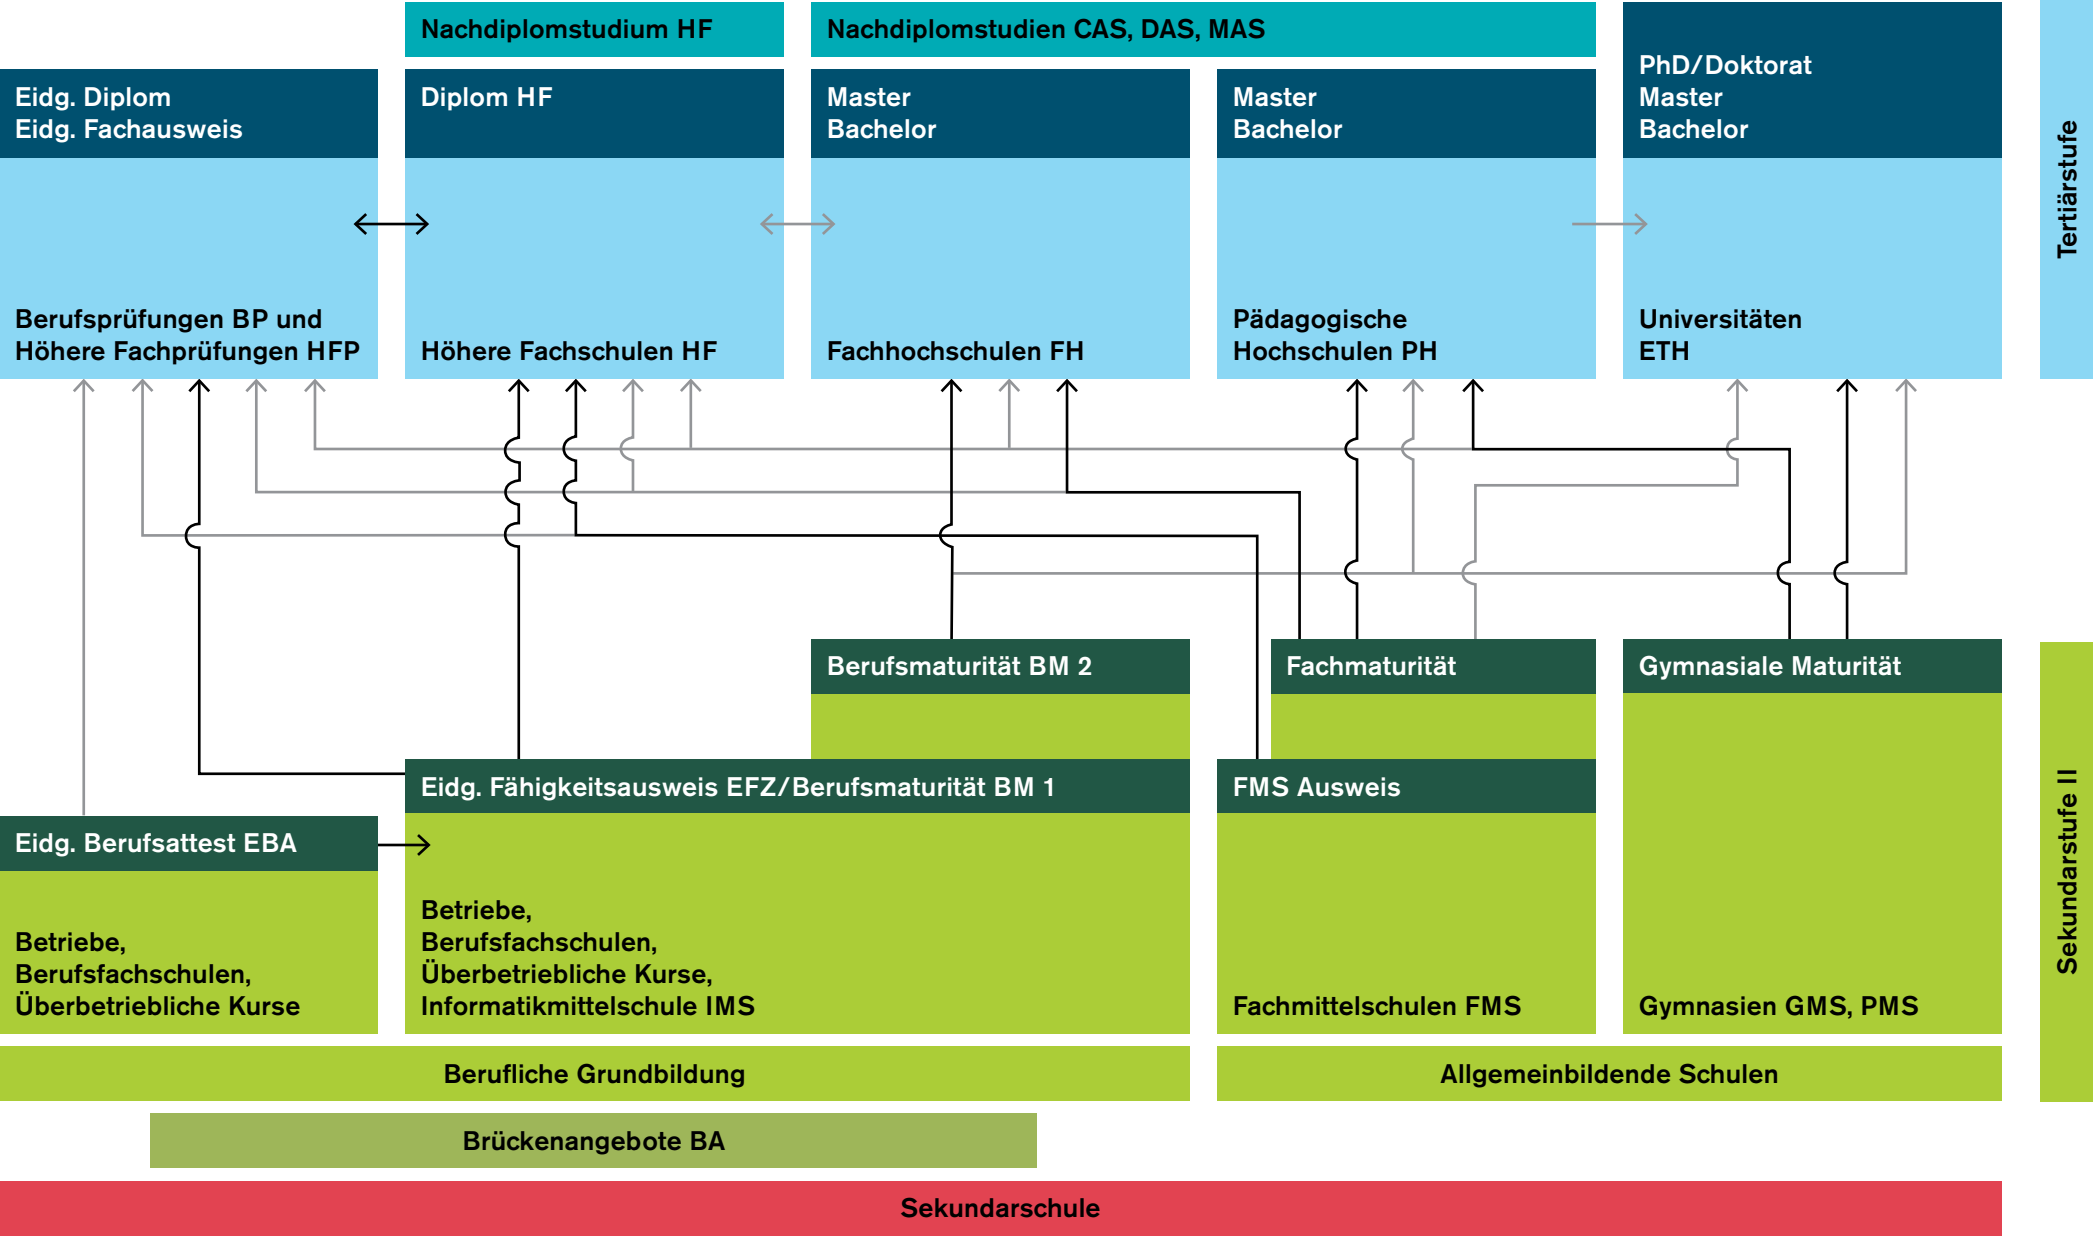 Nachdiplomstudium HF
Nachdiplomstudien CAS, DAS, MAS
Eidg. Diplom
Eidg. Fachausweis
Diplom HF
Master
Bachelor
Master
Bachelor
PhD/Doktorat
Master
Bachelor
Tertiärstufe
Berufsprüfungen BP und
Höhere Fachprüfungen HFP
Höhere Fachschulen HF
Fachhochschulen FH
Pädagogische
Hochschulen PH
Universitäten
ETH
Berufsmaturität BM 2
Fachmaturität
Gymnasiale Maturität
Eidg. Fähigkeitsausweis EFZ/Berufsmaturität BM 1
FMS Ausweis
Eidg. Berufsattest EBA
Sekundarstufe II
Betriebe,
Berufsfachschulen,
Überbetriebliche Kurse
Betriebe,
Berufsfachschulen,
Überbetriebliche Kurse,
Informatikmittelschule IMS
Fachmittelschulen FMS
Gymnasien GMS, PMS
Berufliche Grundbildung
Allgemeinbildende Schulen
Brückenangebote BA
Sekundarschule